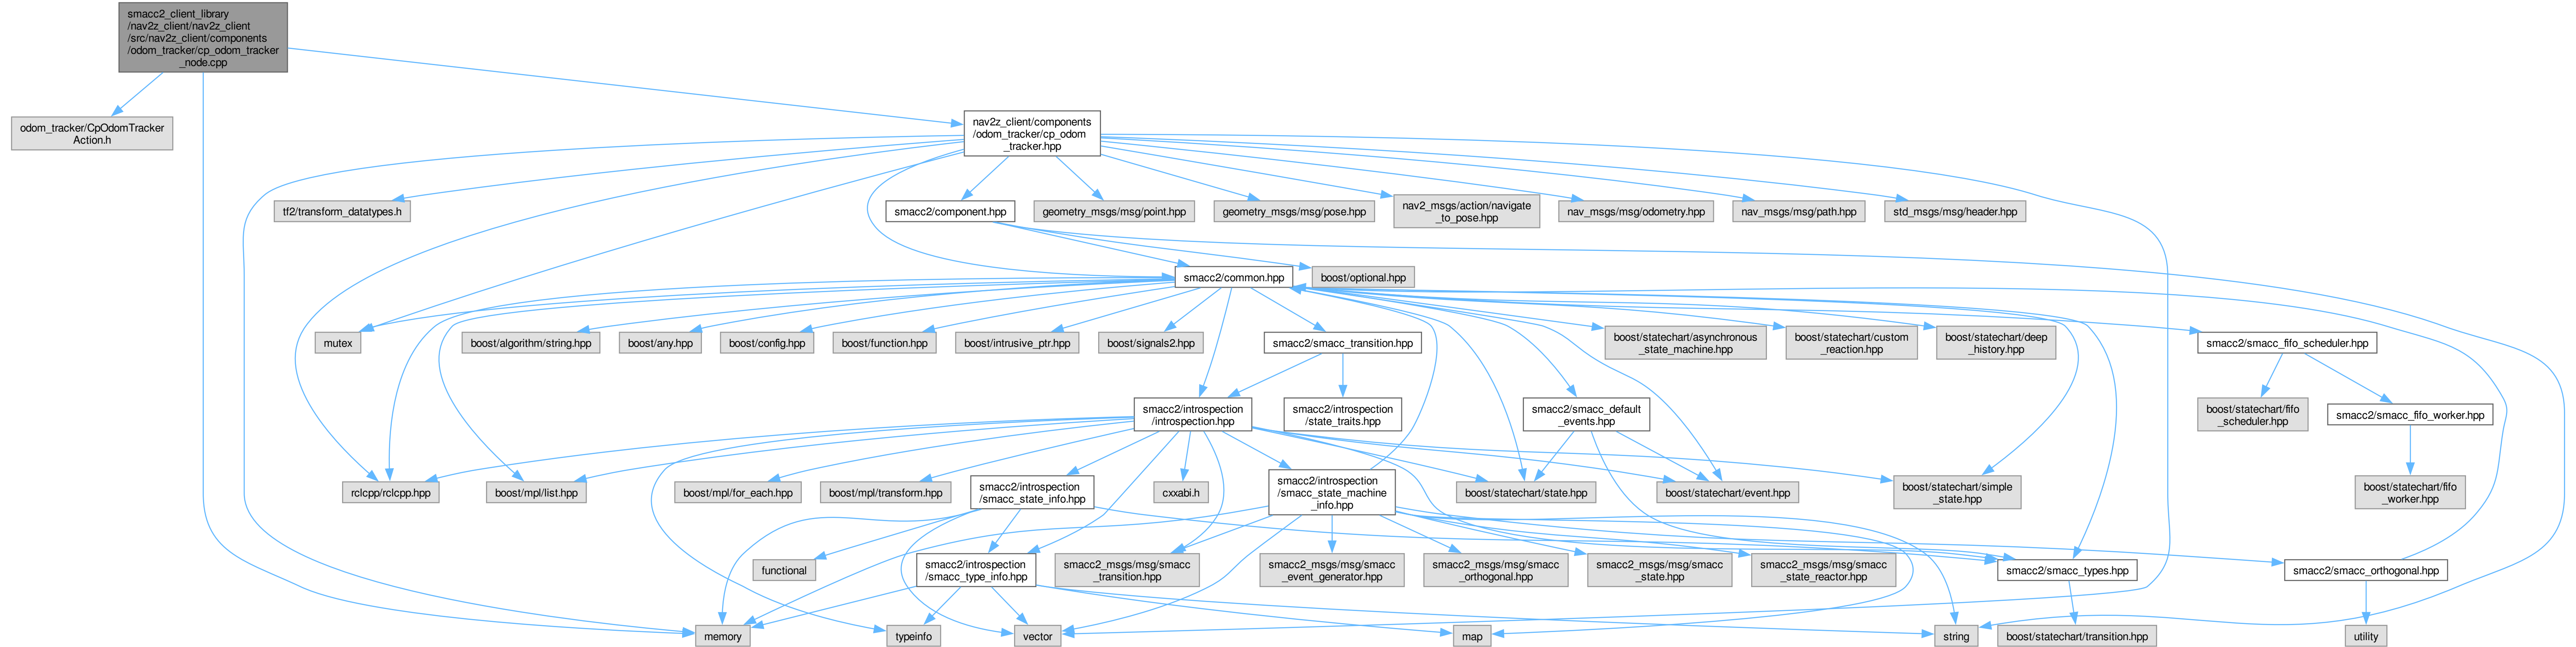 smacc2_client_library
/nav2z_client/nav2z_client
/src/nav2z_client/components
/odom_tracker/cp_odom_tracker
_node.cpp
odom_tracker/CpOdomTracker
Action.h
nav2z_client/components
/odom_tracker/cp_odom
_tracker.hpp
tf2/transform_datatypes.h
smacc2/component.hpp
geometry_msgs/msg/point.hpp
geometry_msgs/msg/pose.hpp
nav2_msgs/action/navigate
_to_pose.hpp
nav_msgs/msg/odometry.hpp
nav_msgs/msg/path.hpp
std_msgs/msg/header.hpp
smacc2/common.hpp
boost/optional.hpp
mutex
boost/algorithm/string.hpp
boost/any.hpp
boost/config.hpp
boost/function.hpp
boost/intrusive_ptr.hpp
boost/signals2.hpp
smacc2/smacc_transition.hpp
boost/statechart/asynchronous
_state_machine.hpp
boost/statechart/custom
_reaction.hpp
boost/statechart/deep
_history.hpp
smacc2/smacc_fifo_scheduler.hpp
smacc2/introspection
/introspection.hpp
smacc2/introspection
/state_traits.hpp
smacc2/smacc_default
_events.hpp
boost/statechart/fifo
_scheduler.hpp
smacc2/smacc_fifo_worker.hpp
rclcpp/rclcpp.hpp
boost/mpl/list.hpp
boost/mpl/for_each.hpp
boost/mpl/transform.hpp
smacc2/introspection
/smacc_state_info.hpp
cxxabi.h
smacc2/introspection
/smacc_state_machine
_info.hpp
boost/statechart/state.hpp
boost/statechart/event.hpp
boost/statechart/simple
_state.hpp
boost/statechart/fifo
_worker.hpp
functional
smacc2/introspection
/smacc_type_info.hpp
smacc2_msgs/msg/smacc
_transition.hpp
smacc2_msgs/msg/smacc
_event_generator.hpp
smacc2_msgs/msg/smacc
_orthogonal.hpp
smacc2_msgs/msg/smacc
_state.hpp
smacc2_msgs/msg/smacc
_state_reactor.hpp
smacc2/smacc_types.hpp
smacc2/smacc_orthogonal.hpp
memory
typeinfo
vector
map
string
boost/statechart/transition.hpp
utility